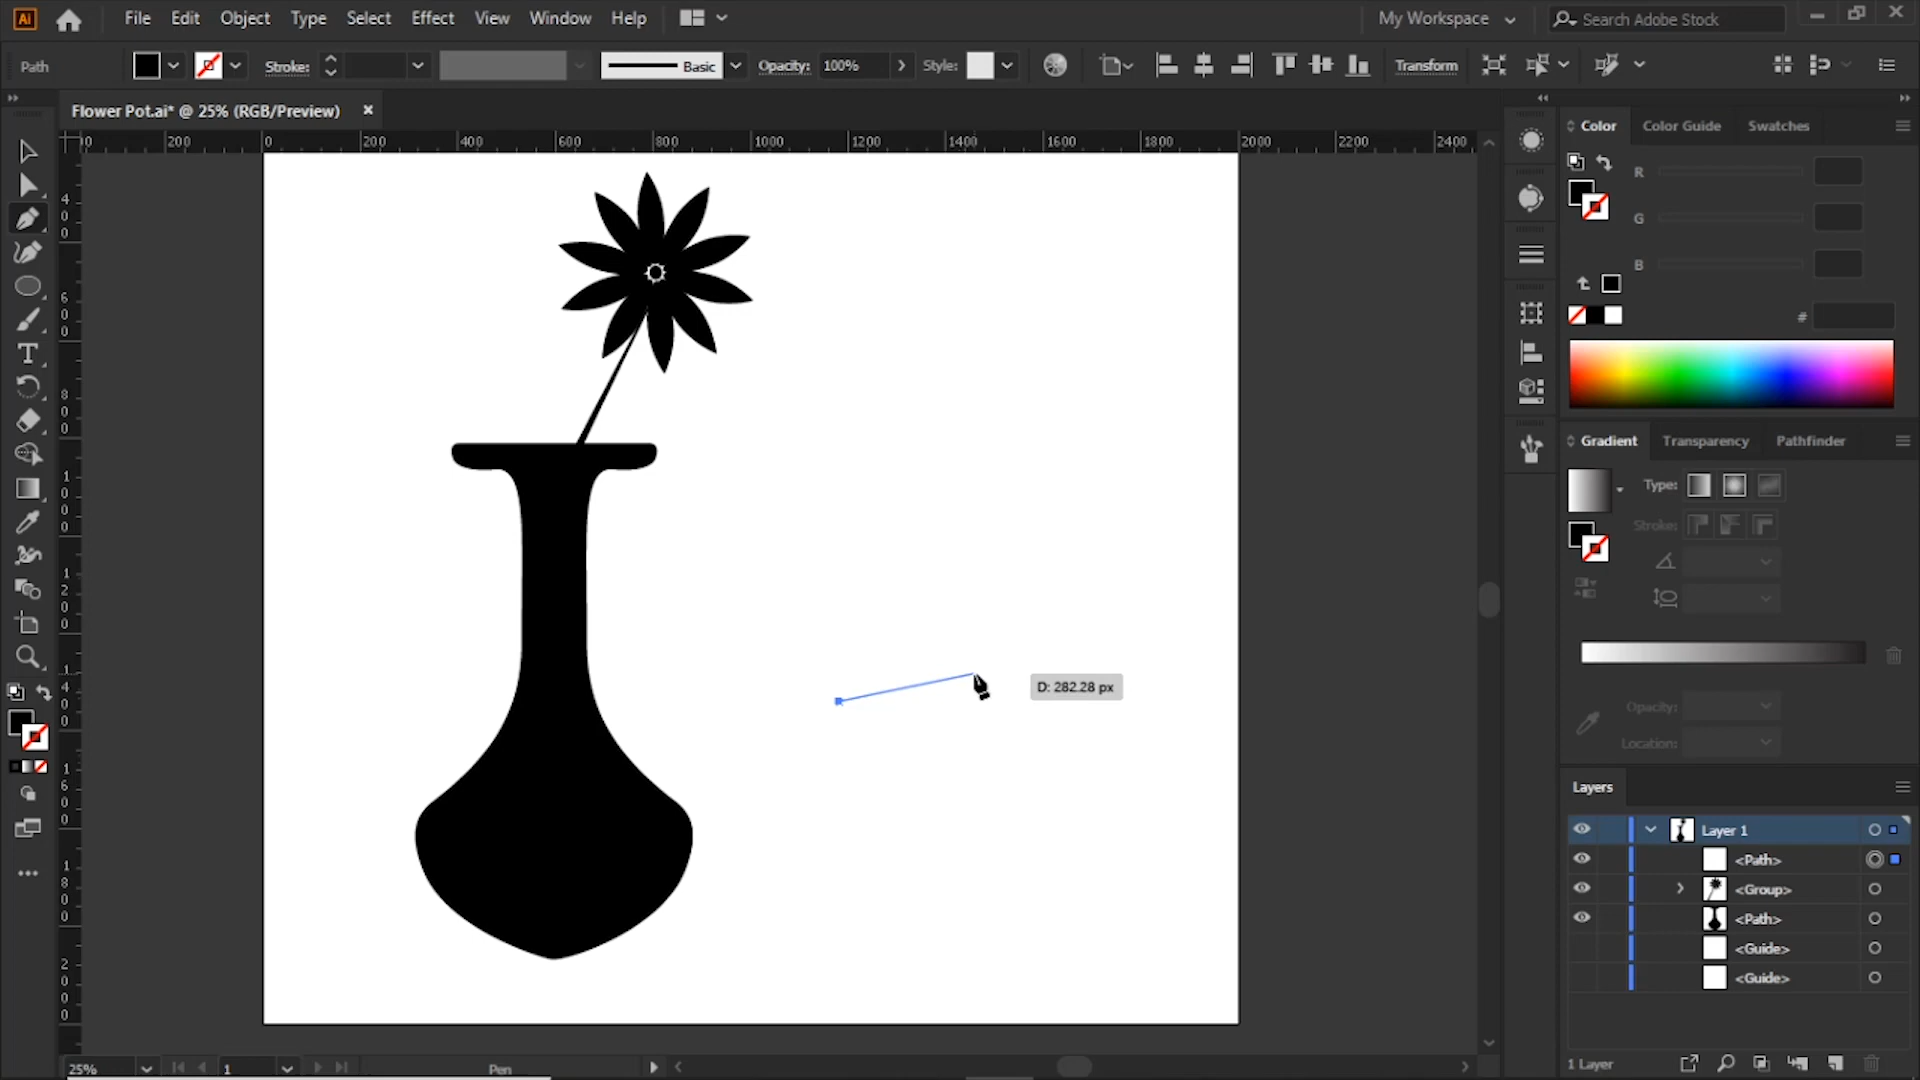 Ai File Edit Object Type Select Effect View Window Help My Workspace Search Adobe Stock
Path Stroke: Basic Opacity: 100% Style: Transform
Flower Pot.ai* @ 25% (RGB/Preview)
200 0 200 400 600 800 1000 1200 1400 1600 1800 2000 2200 2400
Color Color Guide Swatches
R
G
B
#
Gradient Transparency Pathfinder
Type:
Stroke:
D: 282.28 px
Opacity:
Location:
Layers
Layer 1
<Path>
<Group>
<Path>
<Guide>
<Guide>
25% 1 Pen 1 Layer